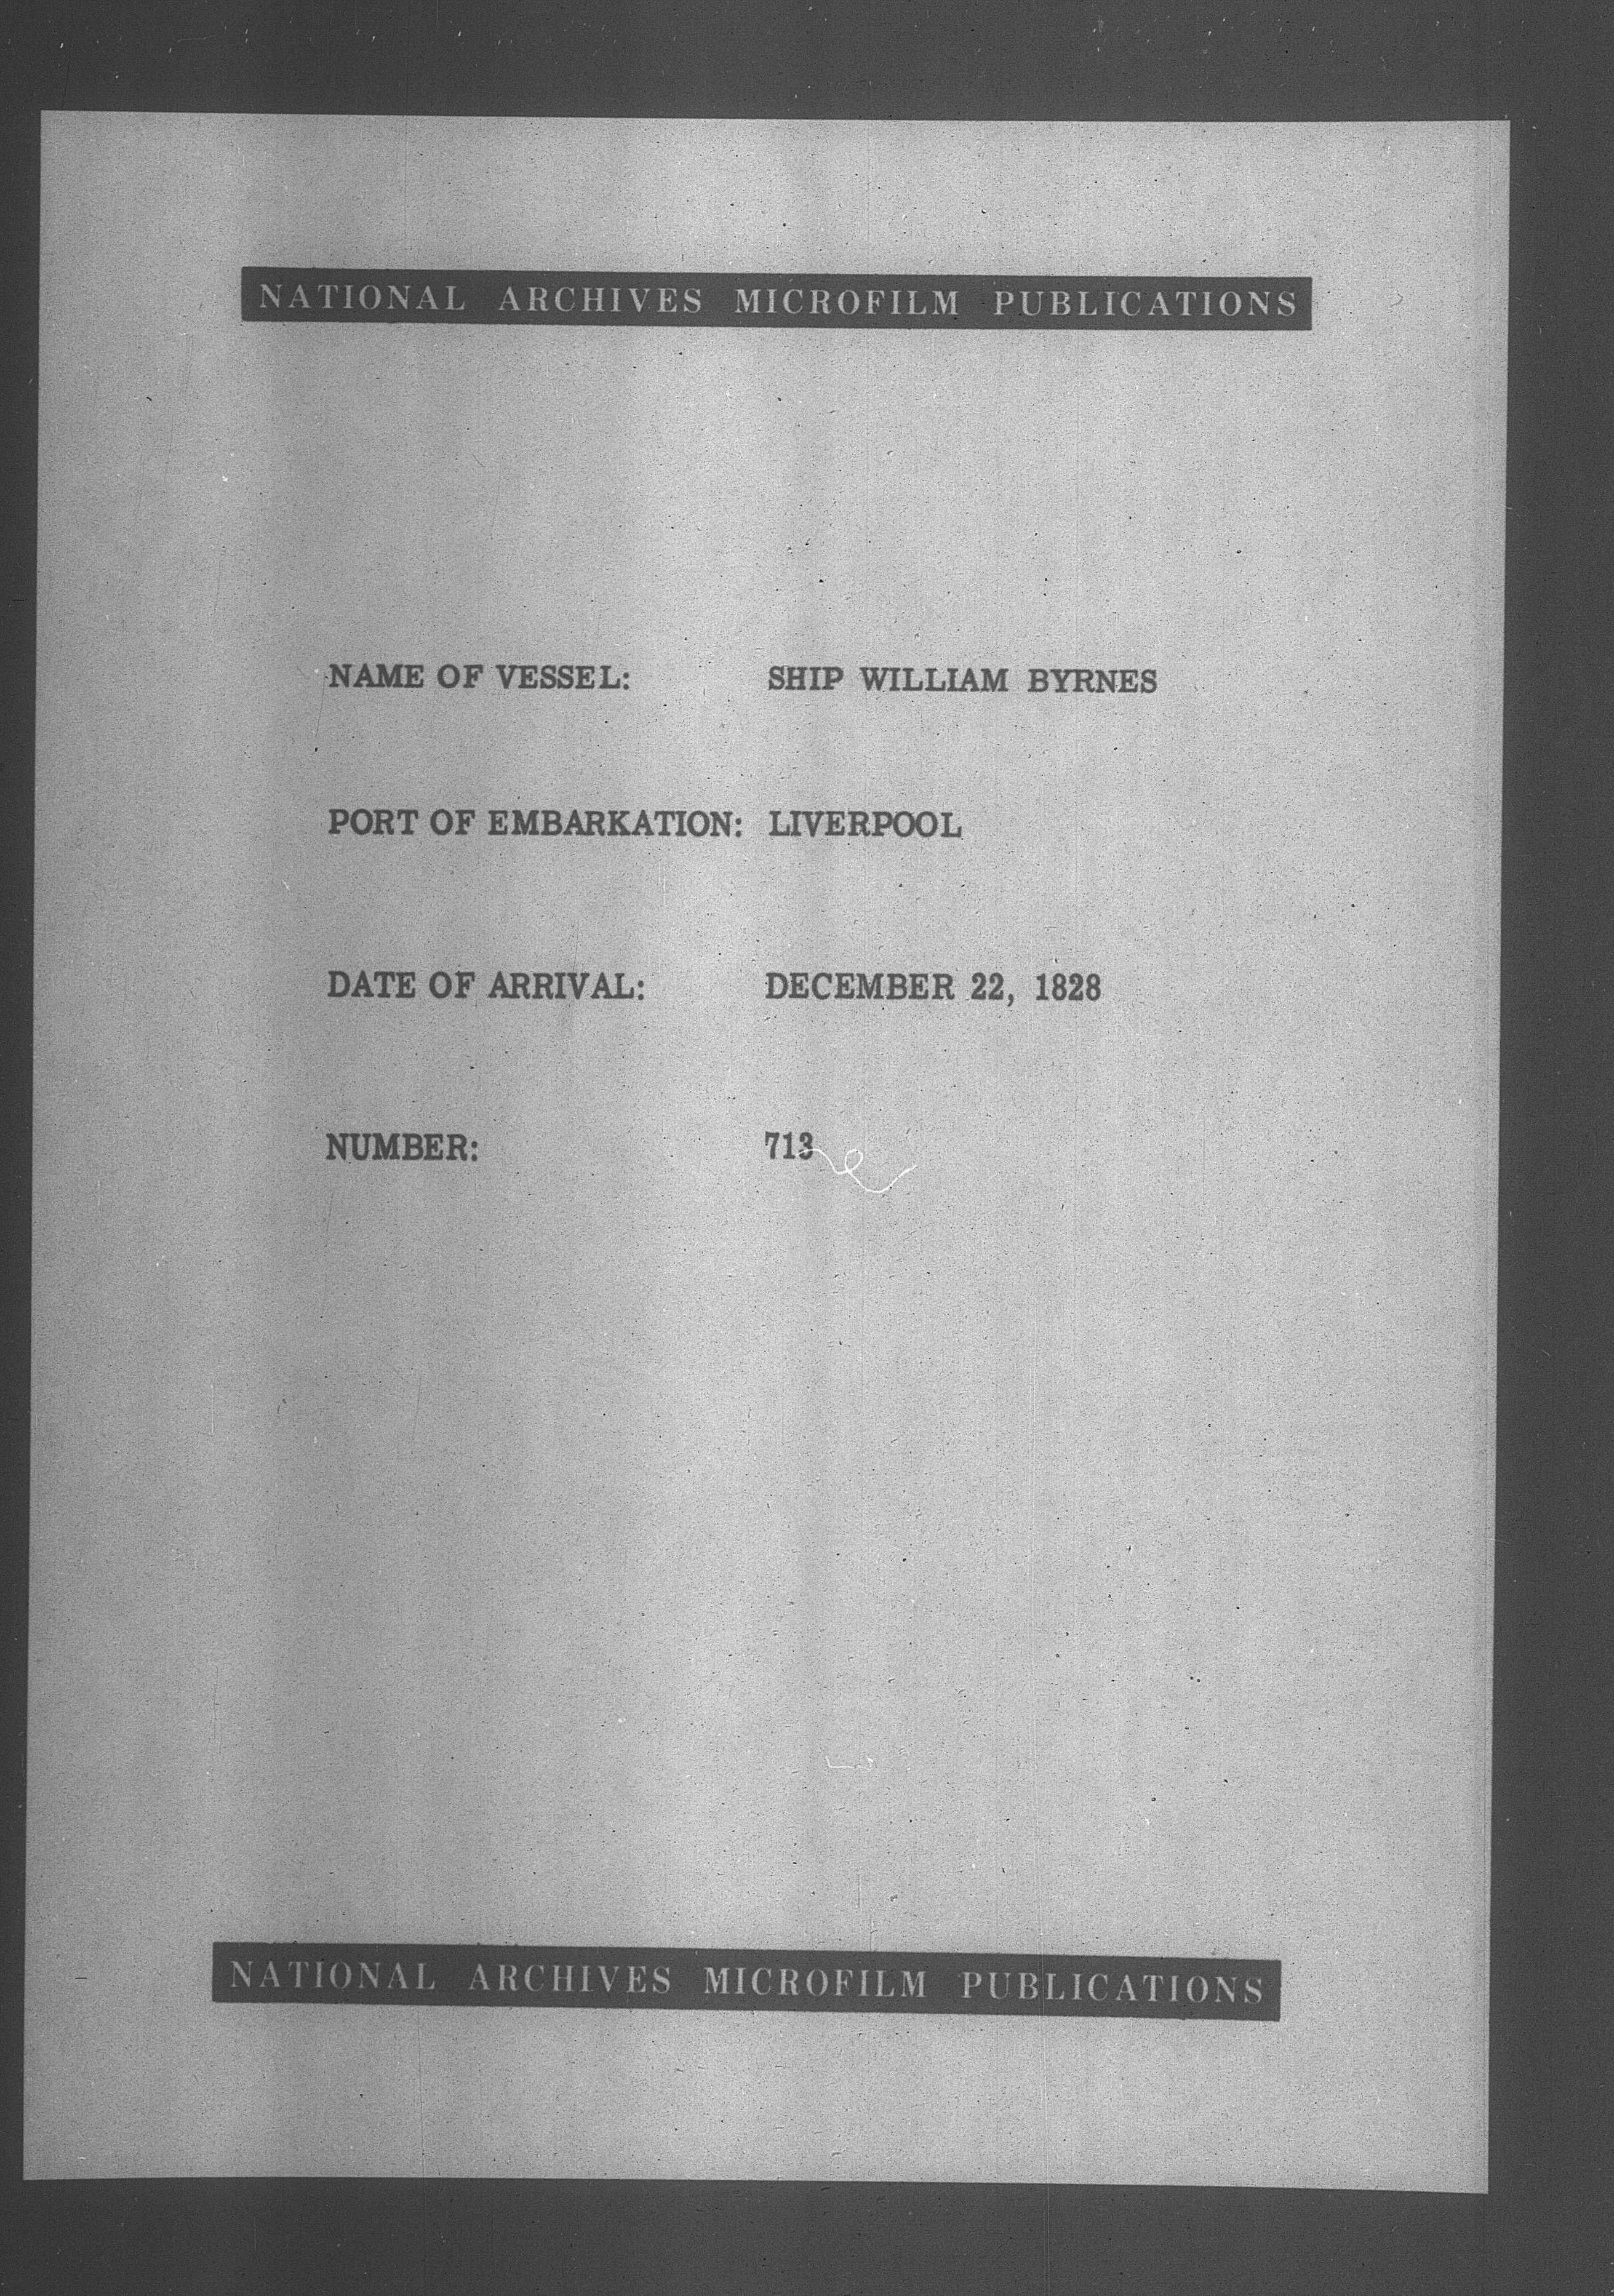 NATIONAL ARCHIVES MICROFILM PUBLICATIONS
NAME OF VESSEL: SHIP WILLIAM BYRNES
PORT OF EMBARKATION: LIVERPOOL
DATE OF ARRIVAL: DECEMBER 22, 1828
NUMBER: 713
NATIONAL ARCHIVES MICROFILM PUBLICATIONS